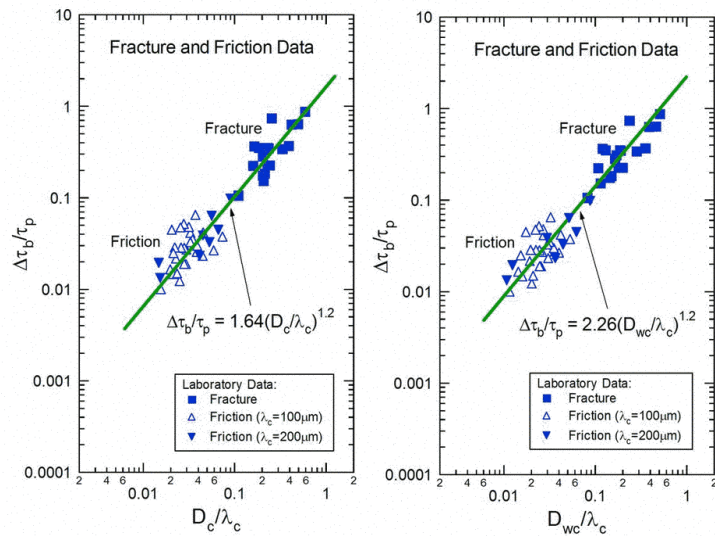 Fracture and Friction Data
Δτb/τp
10
1
0.1
0.01
0.001
0.0001
Fracture
Friction
Δτb/τp = 1.64(Dc/λc)^1.2
Laboratory Data:
Fracture
Friction (λc=100μm)
Friction (λc=200μm)
2 4 6 2 4 6 2 4 6 2
0.01 0.1 1
Dc/λc
Fracture and Friction Data
Δτb/τp
10
1
0.1
0.01
0.001
0.0001
Fracture
Friction
Δτb/τp = 2.26(Dwc/λc)^1.2
Laboratory Data:
Fracture
Friction (λc=100μm)
Friction (λc=200μm)
2 4 6 2 4 6 2 4 6 2
0.01 0.1 1
Dwc/λc